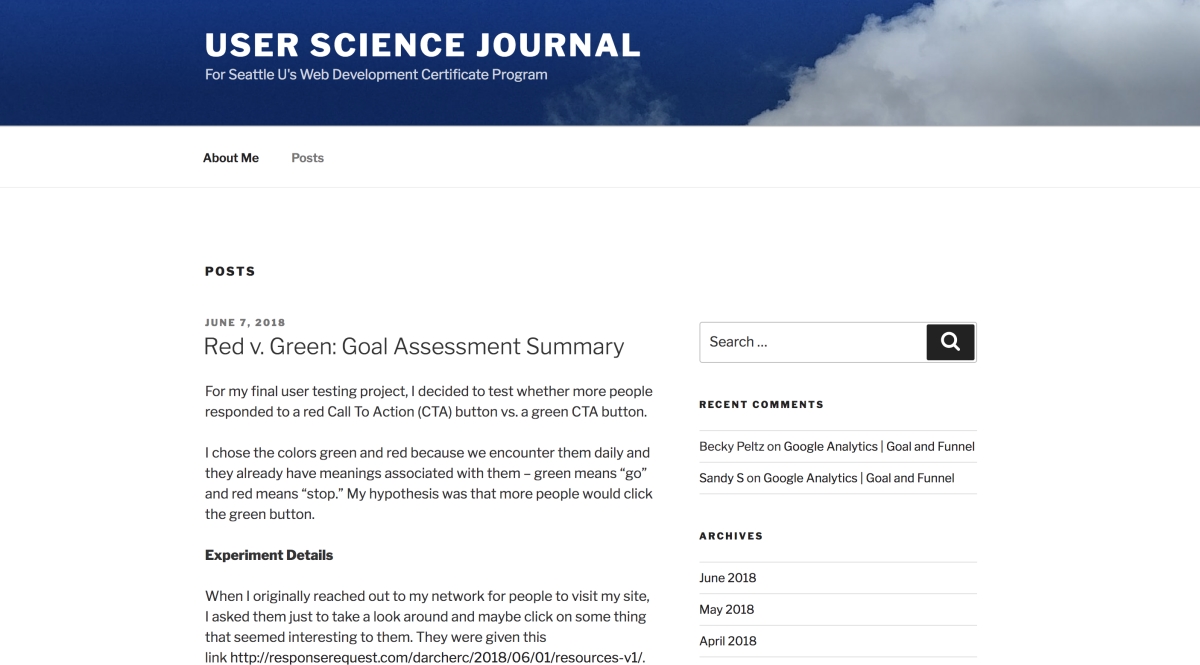 USER SCIENCE JOURNAL
For Seattle U's Web Development Certificate Program
About Me
Posts
POSTS
JUNE 7, 2018
Red v. Green: Goal Assessment Summary
For my final user testing project, I decided to test whether more people
responded to a red Call To Action (CTA) button vs. a green CTA button.
I chose the colors green and red because we encounter them daily and
they already have meanings associated with them – green means “go”
and red means “stop.” My hypothesis was that more people would click
the green button.
Experiment Details
When I originally reached out to my network for people to visit my site,
I asked them just to take a look around and maybe click on some thing
that seemed interesting to them. They were given this
link http://responserequest.com/darcherc/2018/06/01/resources-v1/.
Search …
RECENT COMMENTS
Becky Peltz on Google Analytics | Goal and Funnel
Sandy S on Google Analytics | Goal and Funnel
ARCHIVES
June 2018
May 2018
April 2018